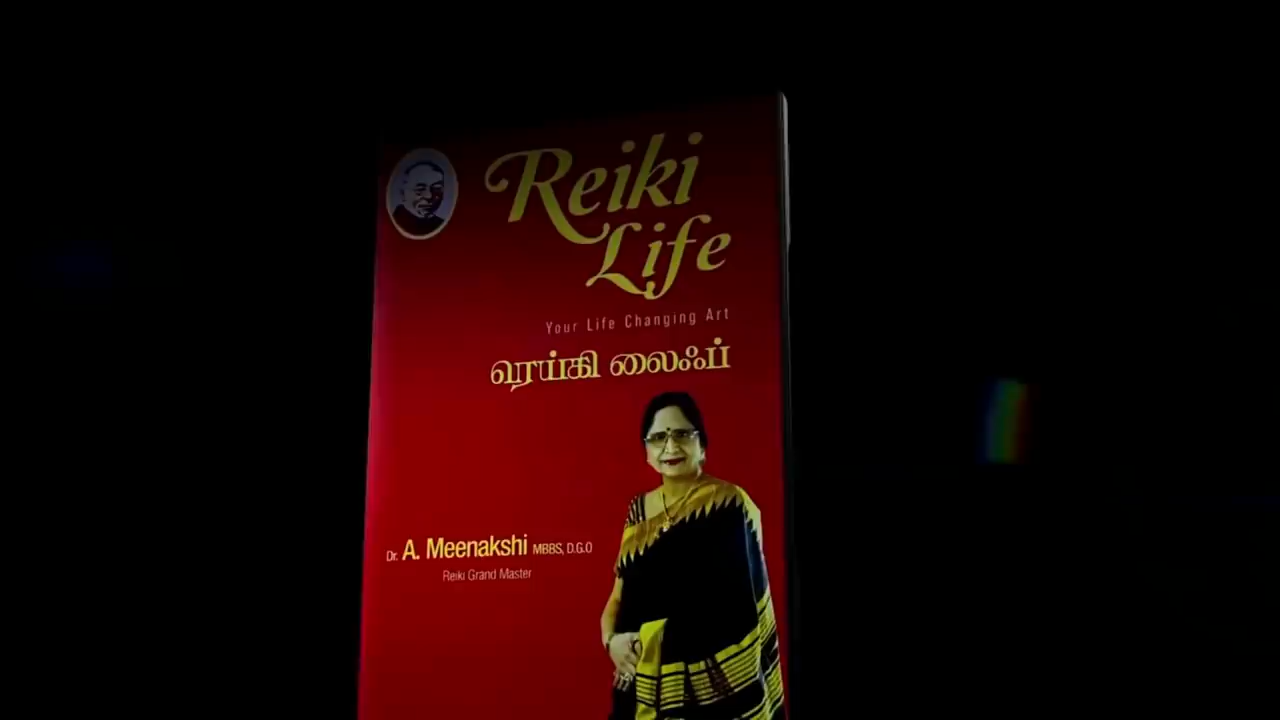 Reiki
Life
Your Life Changing Art
ரெய்கி லைஃப்
Dr. A. Meenakshi MBBS, D.G.O
Reiki Grand Master